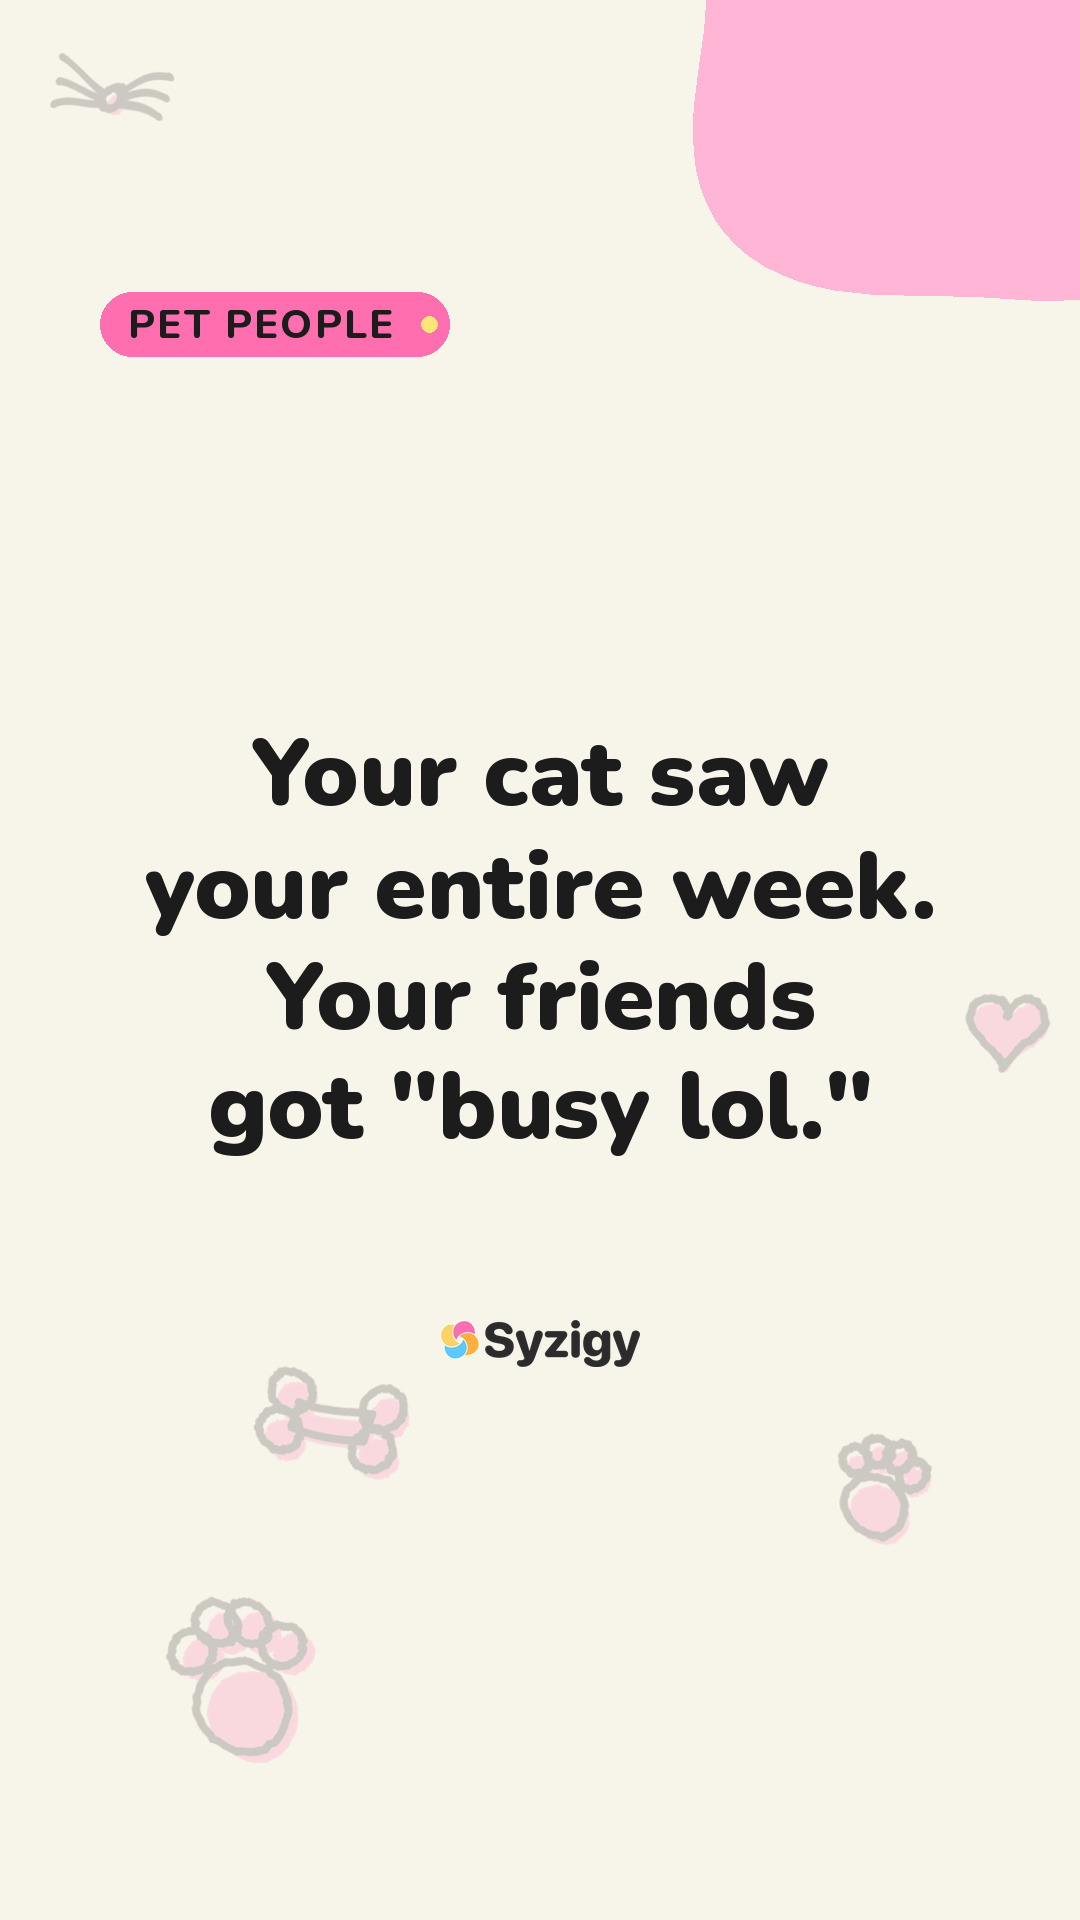 PET PEOPLE
Your cat saw
your entire week.
Your friends
got "busy lol."
Syzigy